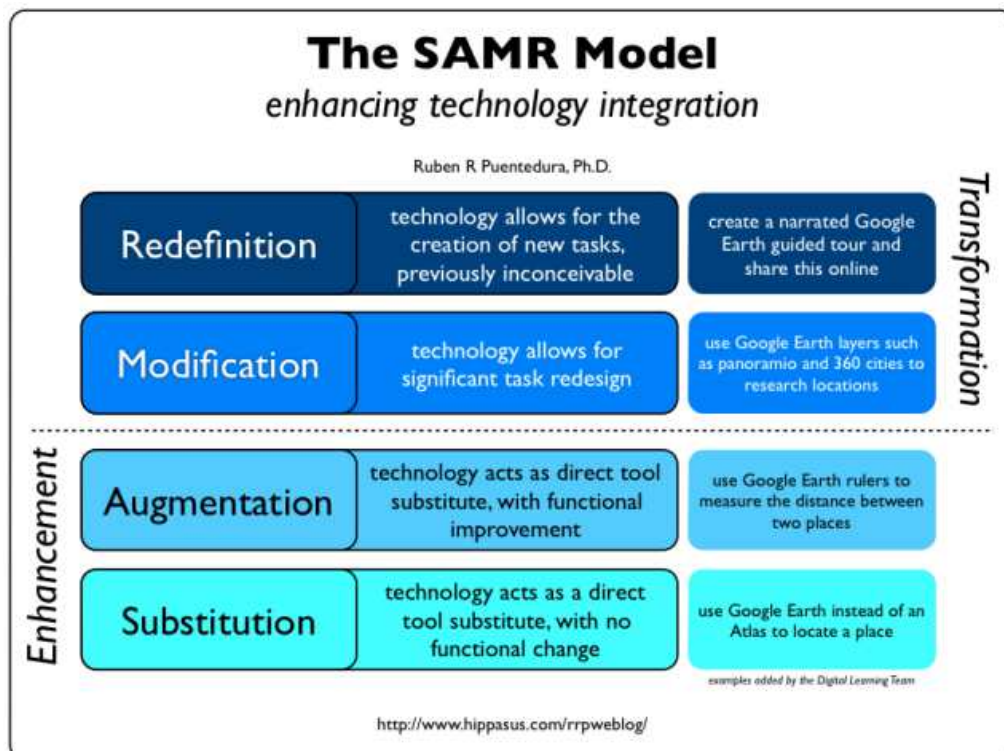 The SAMR Model
enhancing technology integration
Ruben R Puentedura, Ph.D.
Transformation
Redefinition
technology allows for the
creation of new tasks,
previously inconceivable
create a narrated Google
Earth guided tour and
share this online
Modification
technology allows for
significant task redesign
use Google Earth layers such
as panoramio and 360 cities to
research locations
Enhancement
Augmentation
technology acts as direct tool
substitute, with functional
improvement
use Google Earth rulers to
measure the distance between
two places
Substitution
technology acts as a direct
tool substitute, with no
functional change
use Google Earth instead of an
Atlas to locate a place
examples added by the Digital Learning Team
http://www.hippasus.com/rrpweblog/